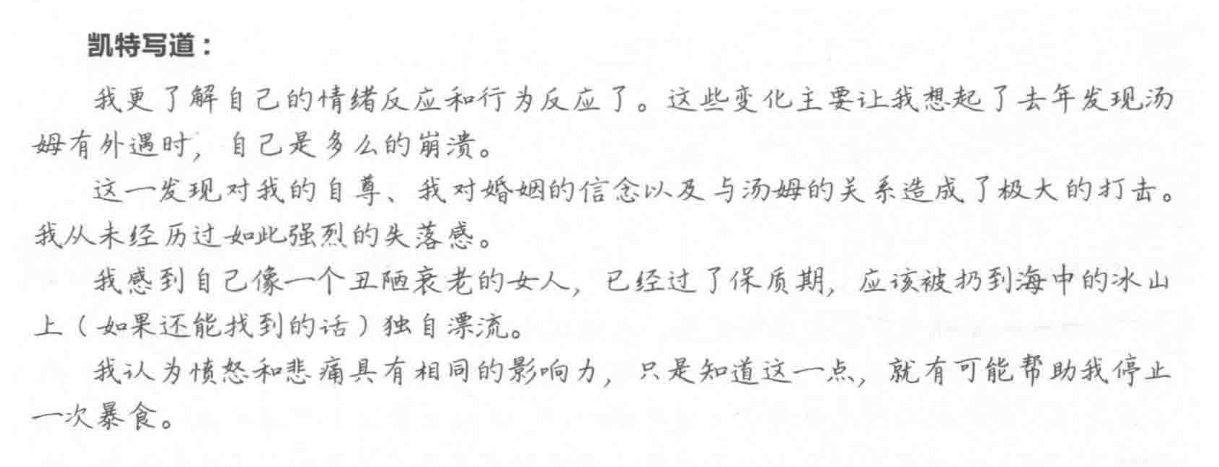 凯特写道：
我更了解自己的情绪反应和行为反应了。这些变化主要让我想起了去年发现汤
姆有外遇时，自己是多么的崩溃。
这一发现对我的自尊、我对婚姻的信念以及与汤姆的关系造成了极大的打击。
我从未经历过如此强烈的失落感。
我感到自己像一个丑陋衰老的女人，已经过了保质期，应该被扔到海中的冰山
上（如果还能找到的话）独自漂流。
我认为愤怒和悲痛具有相同的影响力，只是知道这一点，就有可能帮助我停止
一次暴食。